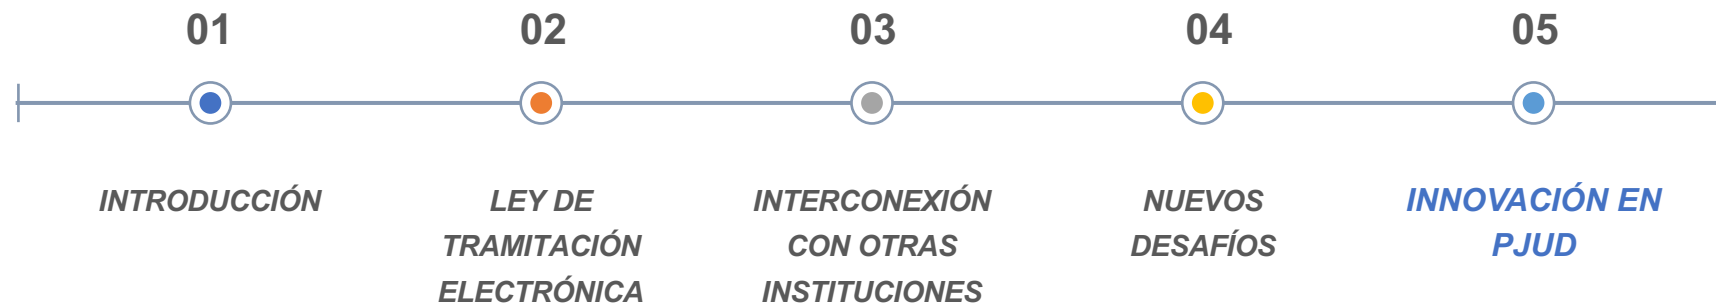 01
02
03
04
05
INTRODUCCIÓN
LEY DE
TRAMITACIÓN
ELECTRÓNICA
INTERCONEXIÓN
CON OTRAS
INSTITUCIONES
NUEVOS
DESAFÍOS
INNOVACIÓN EN
PJUD